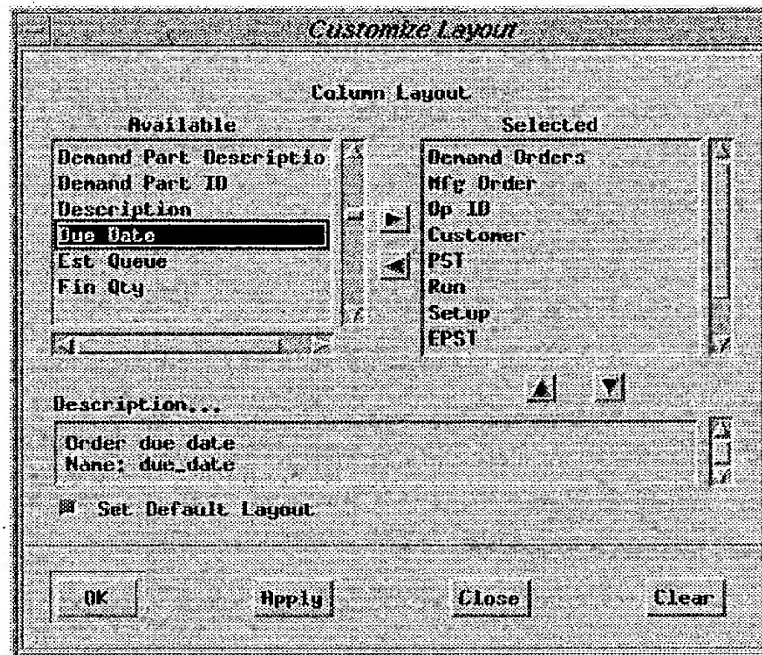 Customize Layout
Column Layout
Available
Selected
Demand Part Descriptio
Demand Part ID
Description
Due Date
Est Queue
Fin Qty
Demand Orders
Mfg Order
Op ID
Customer
PST
Run
Setup
EPST
Description...
Order due date
Name: due_date
Set Default Layout
OK
Apply
Close
Clear